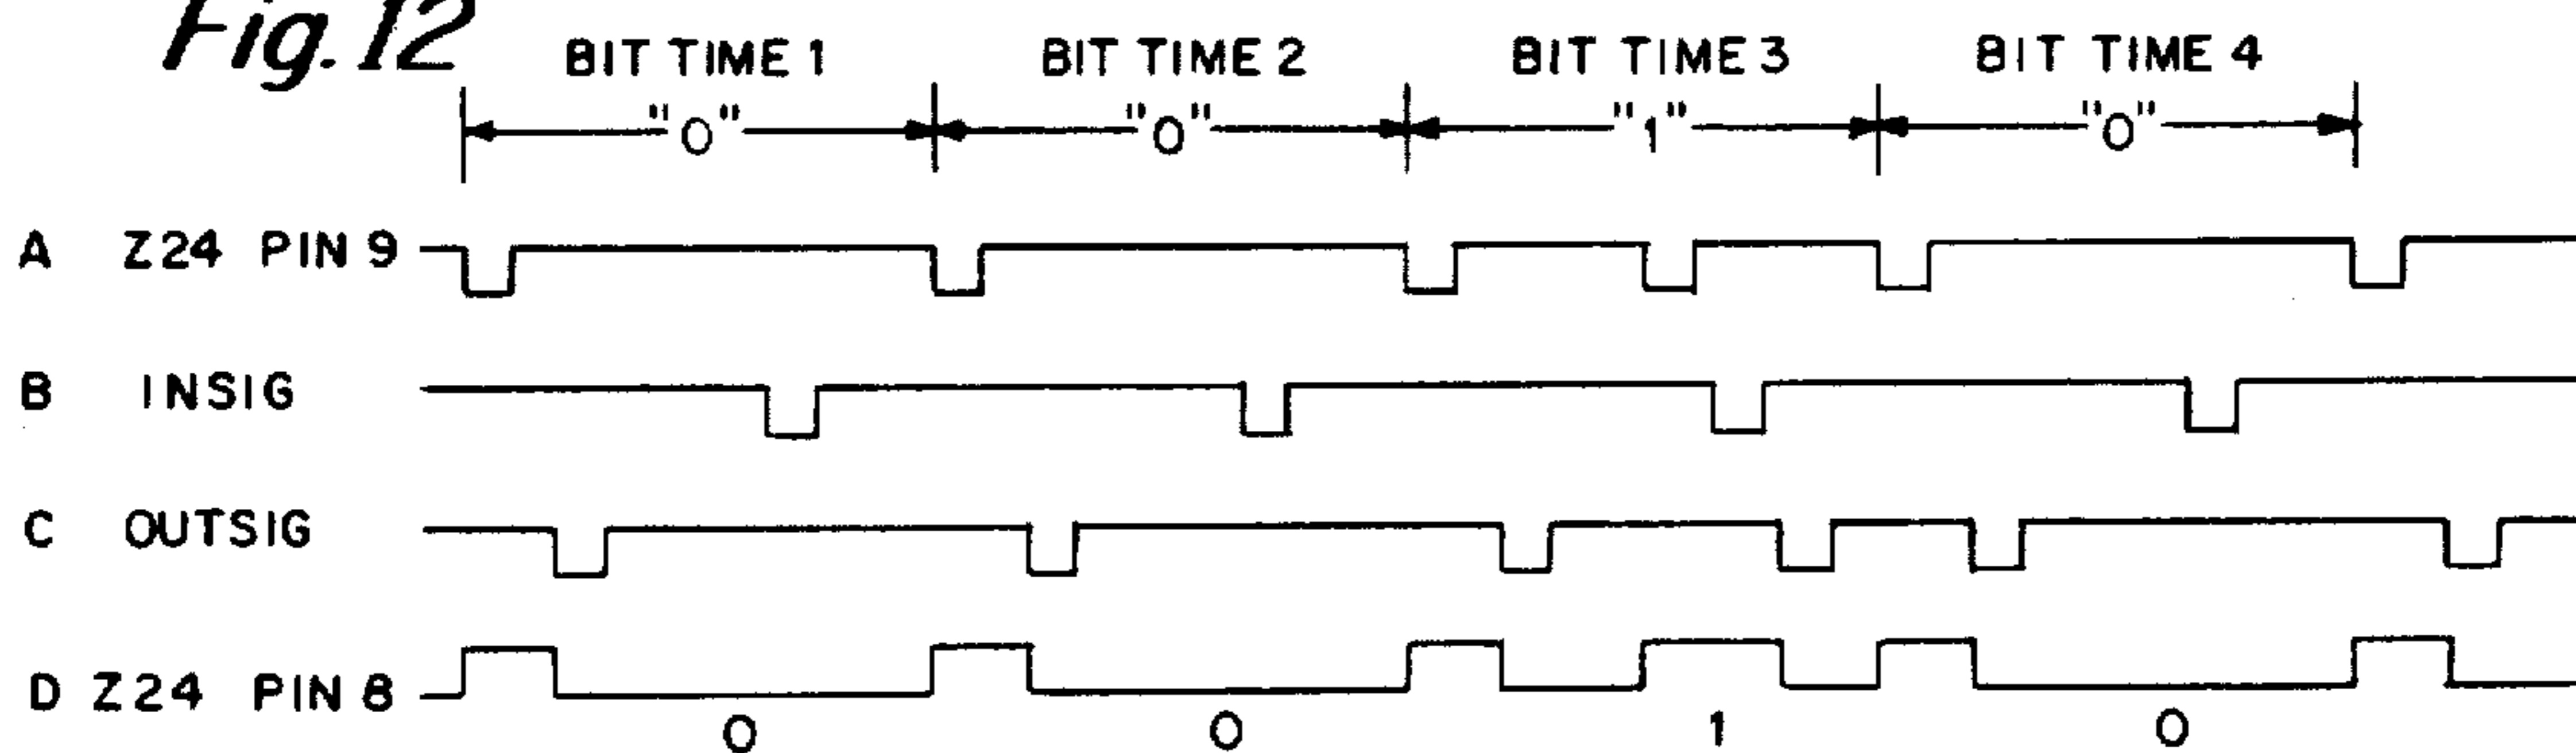 Fig. 12
BIT TIME 1 BIT TIME 2 BIT TIME 3 BIT TIME 4
"0" "0" "1" "0"
A Z24 PIN 9
B INSIG
C OUTSIG
D Z24 PIN 8
0 0 1 0